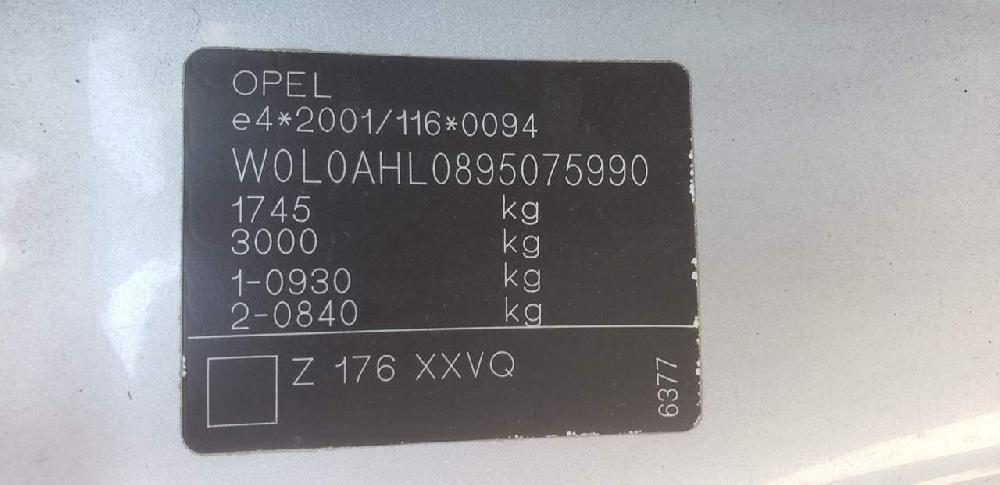 OPEL
e4*2001/116*0094
W0L0AHL0895075990
1745 kg
3000 kg
1-0930 kg
2-0840 kg
Z 176 XXVQ
6377